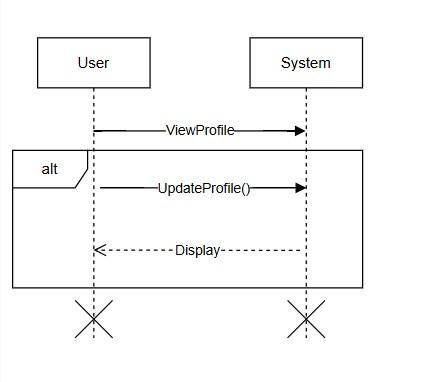 User
System
ViewProfile
alt
UpdateProfile()
Display